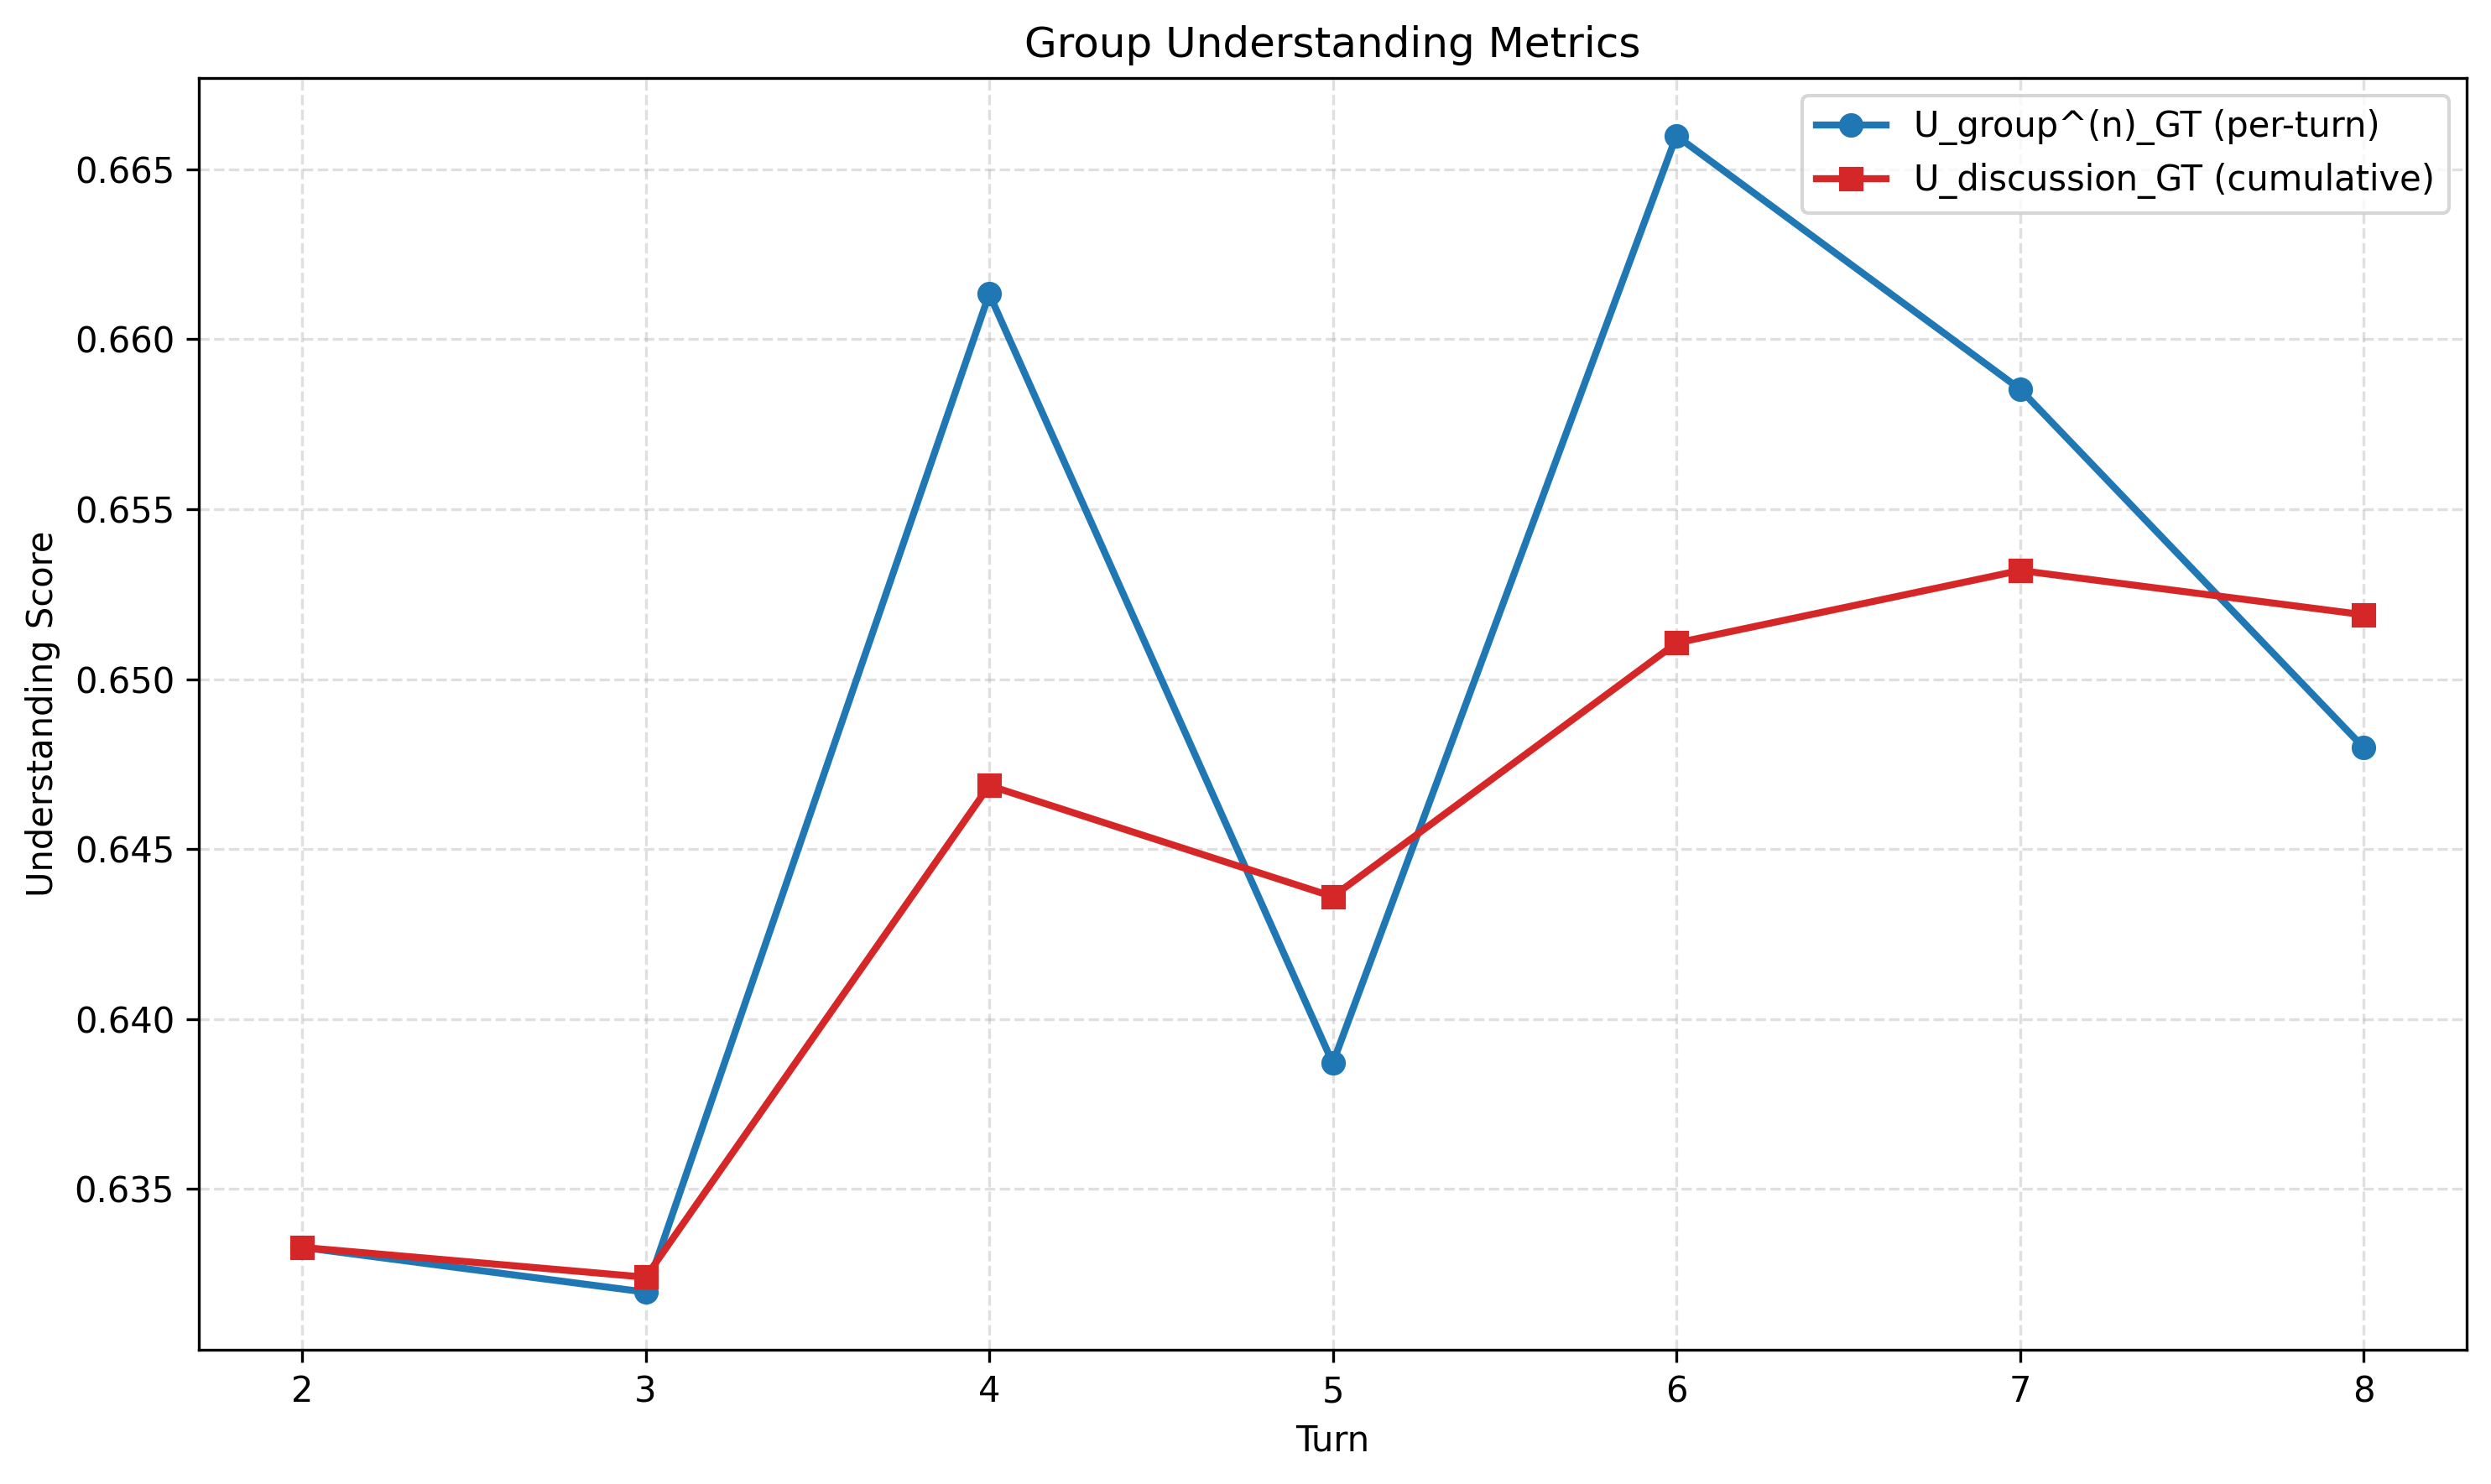 Group Understanding Metrics
U_group^(n)_GT (per-turn)
U_discussion_GT (cumulative)
0.665
0.660
0.655
0.650
0.645
0.640
0.635
Understanding Score
2 3 4 5 6 7 8
Turn